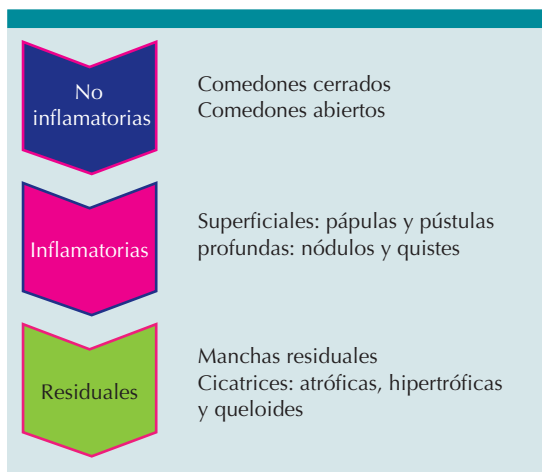 No
inflamatorias
Comedones cerrados
Comedones abiertos
Inflamatorias
Superficiales: pápulas y pústulas
profundas: nódulos y quistes
Residuales
Manchas residuales
Cicatrices: atróficas, hipertróficas
y queloides